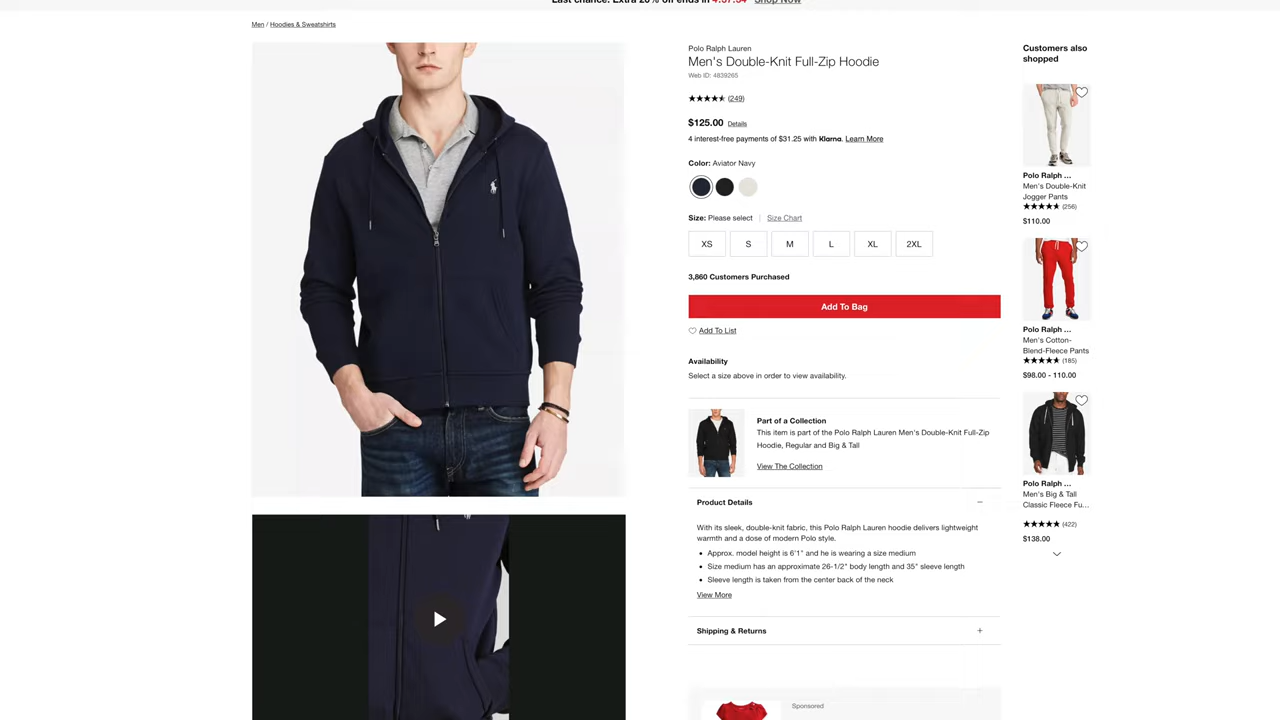 Last chance: Extra 20% off ends in 4:37:34 Shop Now
Men / Hoodies & Sweatshirts
Polo Ralph Lauren
Men's Double-Knit Full-Zip Hoodie
Web ID: 4839265
(249)
$125.00 Details
4 interest-free payments of $31.25 with Klarna. Learn More
Color: Aviator Navy
Size: Please select | Size Chart
XS S M L XL 2XL
3,860 Customers Purchased
Add To Bag
Add To List
Availability
Select a size above in order to view availability.
Part of a Collection
This item is part of the Polo Ralph Lauren Men's Double-Knit Full-Zip
Hoodie, Regular and Big & Tall
View The Collection
Product Details
With its sleek, double-knit fabric, this Polo Ralph Lauren hoodie delivers lightweight
warmth and a dose of modern Polo style.
• Approx. model height is 6'1" and he is wearing a size medium
• Size medium has an approximate 26-1/2" body length and 35" sleeve length
• Sleeve length is taken from the center back of the neck
View More
Shipping & Returns
Sponsored
Customers also
shopped
Polo Ralph ...
Men's Double-Knit
Jogger Pants
(256)
$110.00
Polo Ralph ...
Men's Cotton-
Blend-Fleece Pants
(185)
$98.00 - 110.00
Polo Ralph ...
Men's Big & Tall
Classic Fleece Fu...
(422)
$138.00